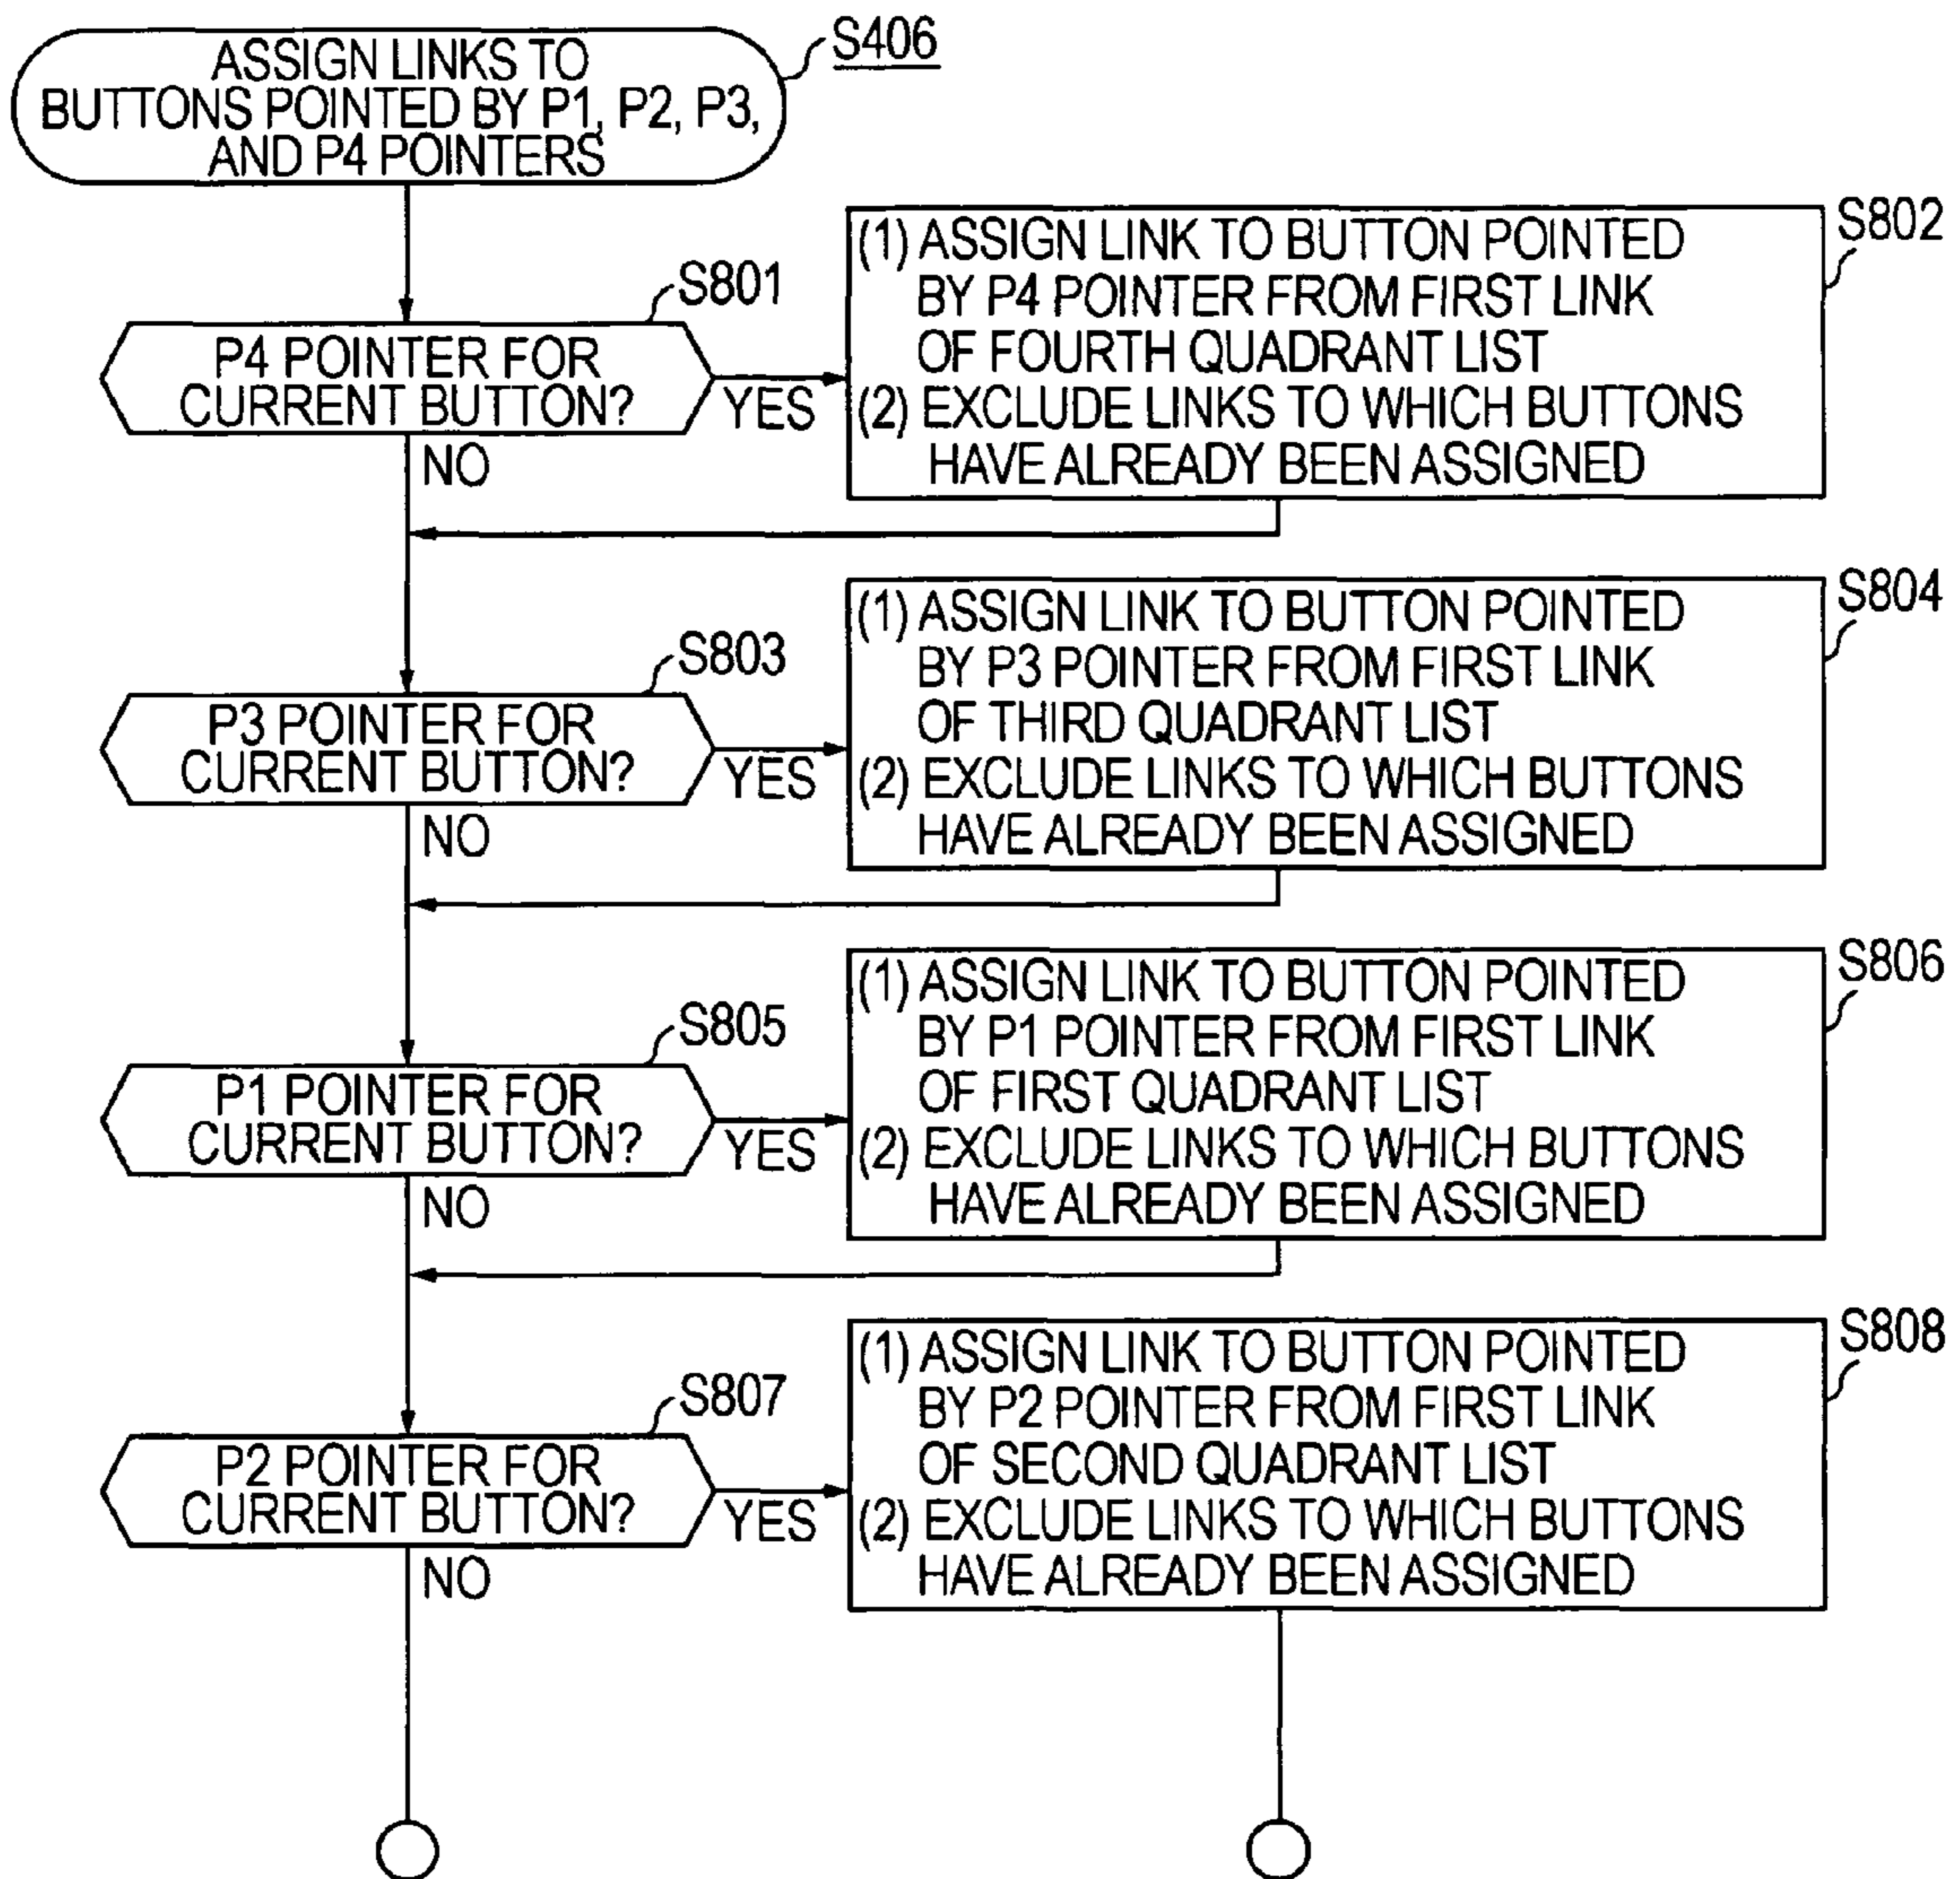 ASSIGN LINKS TO
BUTTONS POINTED BY P1, P2, P3,
AND P4 POINTERS
S406
S801
P4 POINTER FOR
CURRENT BUTTON?
YES
NO
S802
(1) ASSIGN LINK TO BUTTON POINTED
BY P4 POINTER FROM FIRST LINK
OF FOURTH QUADRANT LIST
(2) EXCLUDE LINKS TO WHICH BUTTONS
HAVE ALREADY BEEN ASSIGNED
S803
P3 POINTER FOR
CURRENT BUTTON?
YES
NO
S804
(1) ASSIGN LINK TO BUTTON POINTED
BY P3 POINTER FROM FIRST LINK
OF THIRD QUADRANT LIST
(2) EXCLUDE LINKS TO WHICH BUTTONS
HAVE ALREADY BEEN ASSIGNED
S805
P1 POINTER FOR
CURRENT BUTTON?
YES
NO
S806
(1) ASSIGN LINK TO BUTTON POINTED
BY P1 POINTER FROM FIRST LINK
OF FIRST QUADRANT LIST
(2) EXCLUDE LINKS TO WHICH BUTTONS
HAVE ALREADY BEEN ASSIGNED
S807
P2 POINTER FOR
CURRENT BUTTON?
YES
NO
S808
(1) ASSIGN LINK TO BUTTON POINTED
BY P2 POINTER FROM FIRST LINK
OF SECOND QUADRANT LIST
(2) EXCLUDE LINKS TO WHICH BUTTONS
HAVE ALREADY BEEN ASSIGNED